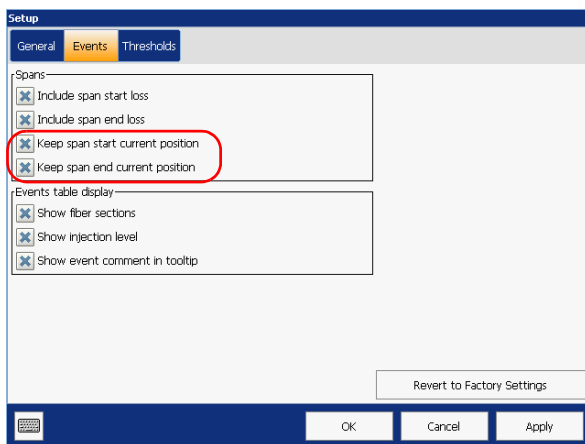 Setup
General Events Thresholds
Spans
Include span start loss
Include span end loss
Keep span start current position
Keep span end current position
Events table display
Show fiber sections
Show injection level
Show event comment in tooltip
Revert to Factory Settings
OK Cancel Apply